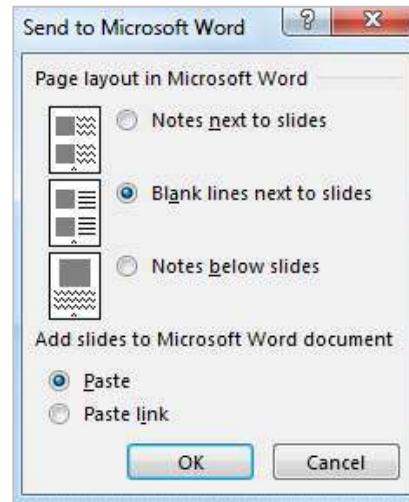 Send to Microsoft Word
Page layout in Microsoft Word
Notes next to slides
Blank lines next to slides
Notes below slides
Add slides to Microsoft Word document
Paste
Paste link
OK Cancel